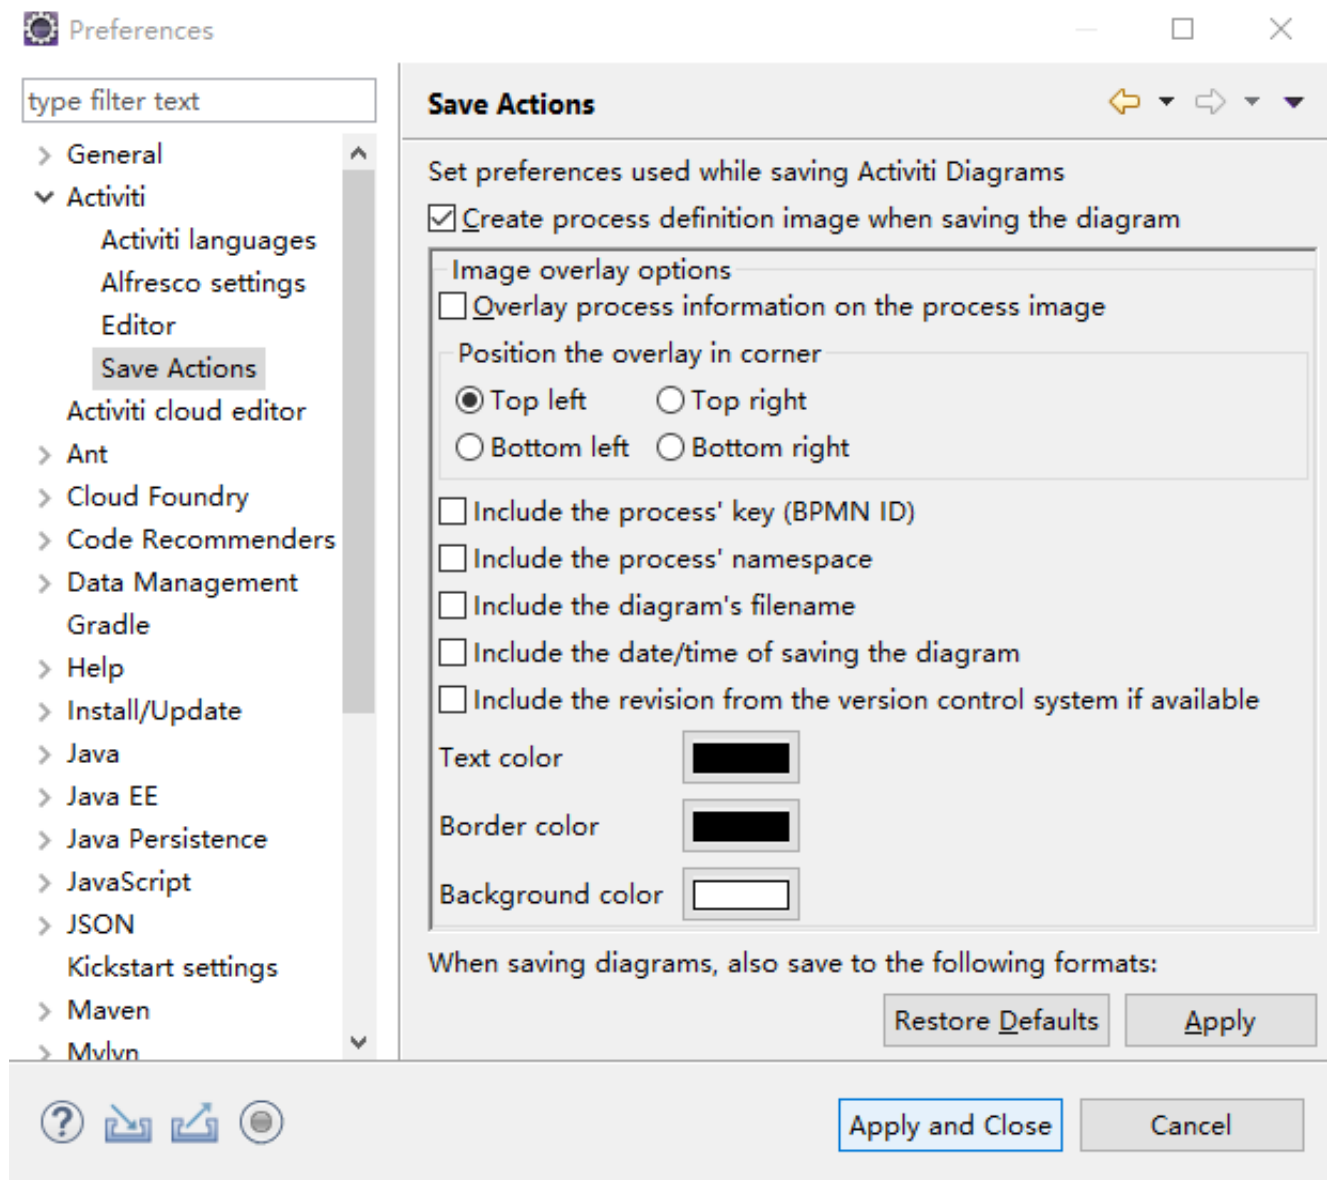 Preferences
type filter text
General
Activiti
Activiti languages
Alfresco settings
Editor
Save Actions
Activiti cloud editor
Ant
Cloud Foundry
Code Recommenders
Data Management
Gradle
Help
Install/Update
Java
Java EE
Java Persistence
JavaScript
JSON
Kickstart settings
Maven
Mylyn
Save Actions
Set preferences used while saving Activiti Diagrams
Create process definition image when saving the diagram
Image overlay options
Overlay process information on the process image
Position the overlay in corner
Top left Top right
Bottom left Bottom right
Include the process' key (BPMN ID)
Include the process' namespace
Include the diagram's filename
Include the date/time of saving the diagram
Include the revision from the version control system if available
Text color
Border color
Background color
When saving diagrams, also save to the following formats:
Restore Defaults Apply
Apply and Close Cancel